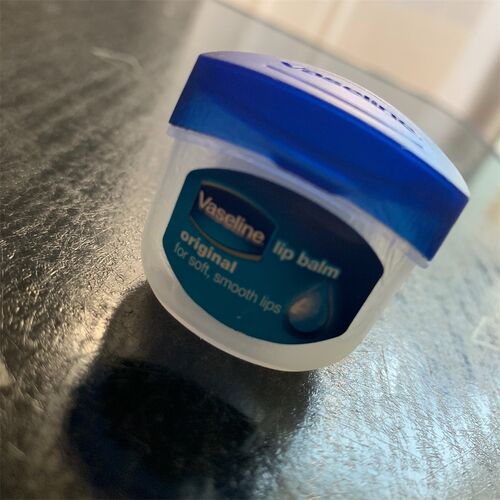 Vaseline
Vaseline lip balm
original
for soft, smooth lips